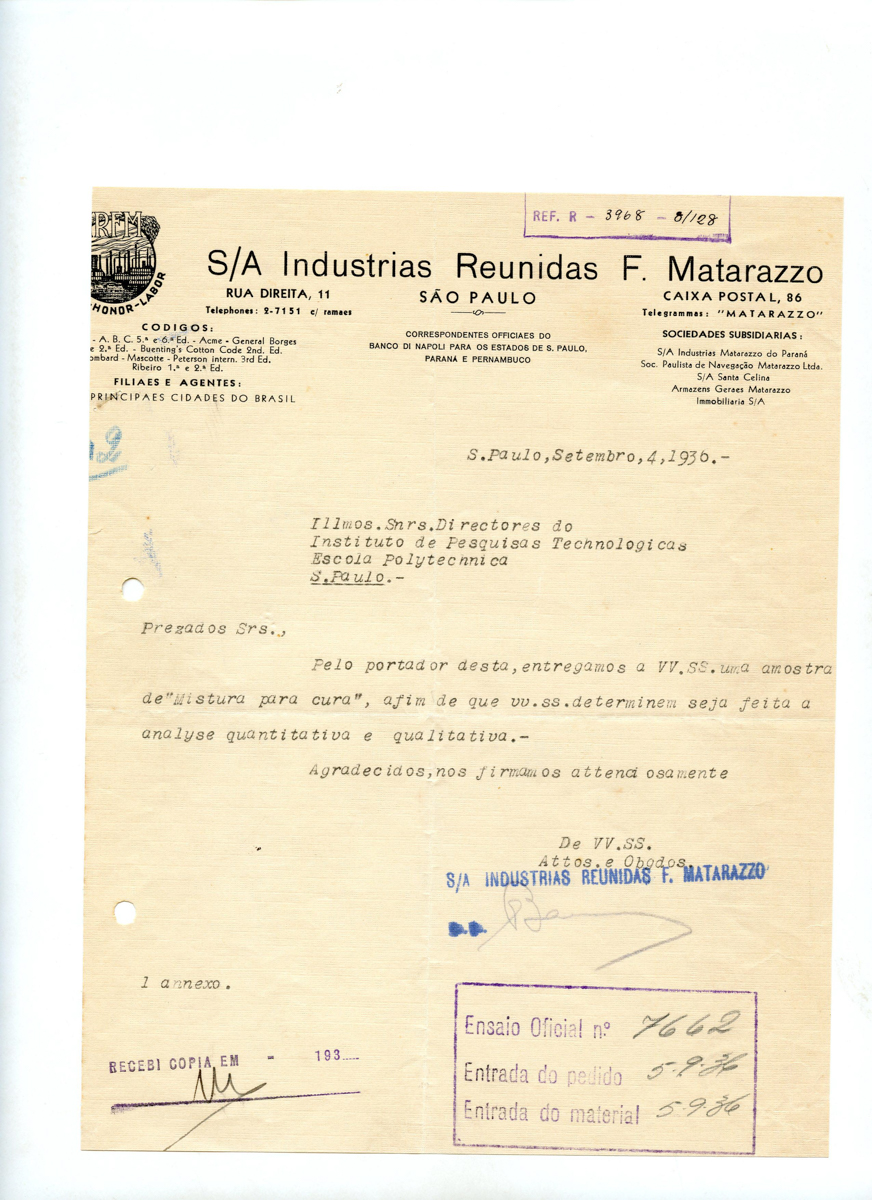 REF. R - 3968 - 8/128
S/A Industrias Reunidas F. Matarazzo
RUA DIREITA, 11
Telephones: 2-7151 c/ ramaes
SÃO PAULO
CAIXA POSTAL, 86
Telegrammas: "MATARAZZO"
HONOR-LABOR
CODIGOS:
- A. B. C. 5.ª e 6.ª Ed. - Acme - General Borges
e 2.ª Ed. - Buenting's Cotton Code 2nd. Ed.
ombard - Mascotte - Peterson intern. 3rd Ed.
Ribeiro 1.ª e 2.ª Ed.
FILIAES E AGENTES:
PRINCIPAES CIDADES DO BRASIL
CORRESPONDENTES OFFICIAES DO
BANCO DI NAPOLI PARA OS ESTADOS DE S. PAULO,
PARANÁ E PERNAMBUCO
SOCIEDADES SUBSIDIARIAS:
S/A Industrias Matarazzo do Paraná
Soc. Paulista de Navegação Matarazzo Ltda.
S/A Santa Celina
Armazens Geraes Matarazzo
Immobiliaria S/A
S.Paulo,Setembro,4,1936.-
Illmos.Snrs.Directores do
Instituto de Pesquisas Technologicas
Escola Polytechnica
S.Paulo.-
Prezados Srs.,
Pelo portador desta,entregamos a VV.SS.uma amostra
de"Mistura para cura", afim de que vv.ss.determinem seja feita a
analyse quantitativa e qualitativa.-
Agradecidos,nos firmamos attenciosamente
De VV.SS.
Attos.e Obgdos.
S/A INDUSTRIAS REUNIDAS F. MATARAZZO
p.p.
1 annexo.
RECEBI COPIA EM - 193
Ensaio Oficial n.º 7662
Entrada do pedido 5-9-36
Entrada do material 5-9-36